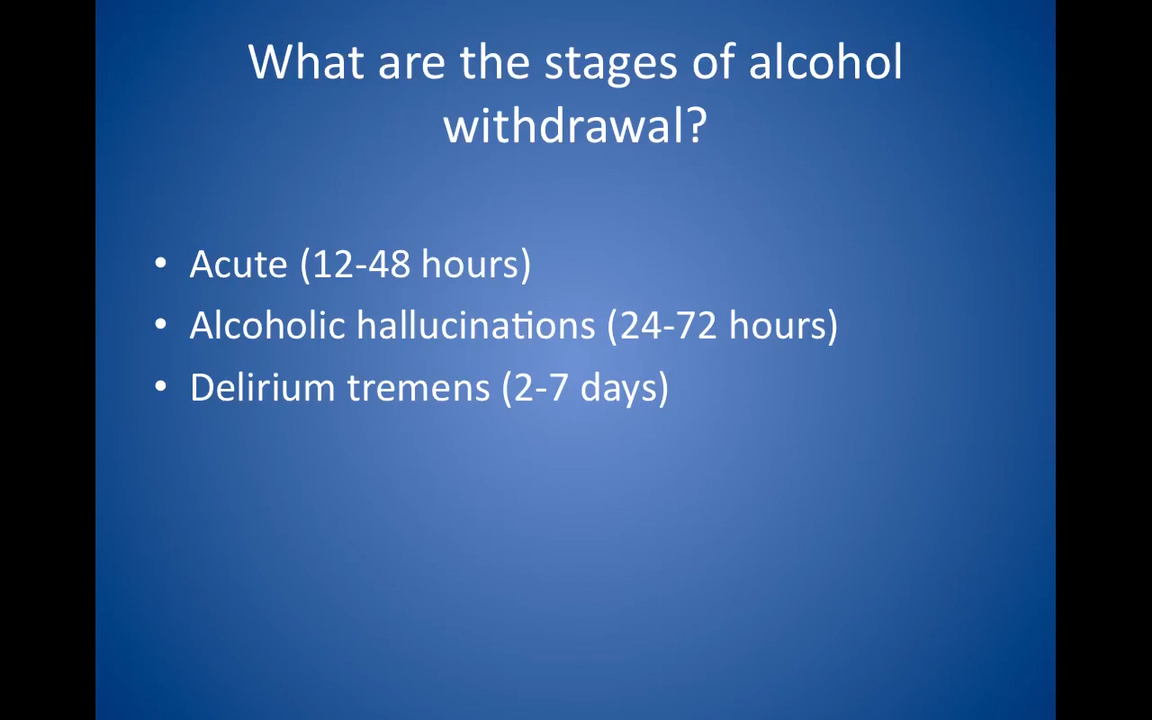 What are the stages of alcohol
withdrawal?
• Acute (12-48 hours)
• Alcoholic hallucinations (24-72 hours)
• Delirium tremens (2-7 days)